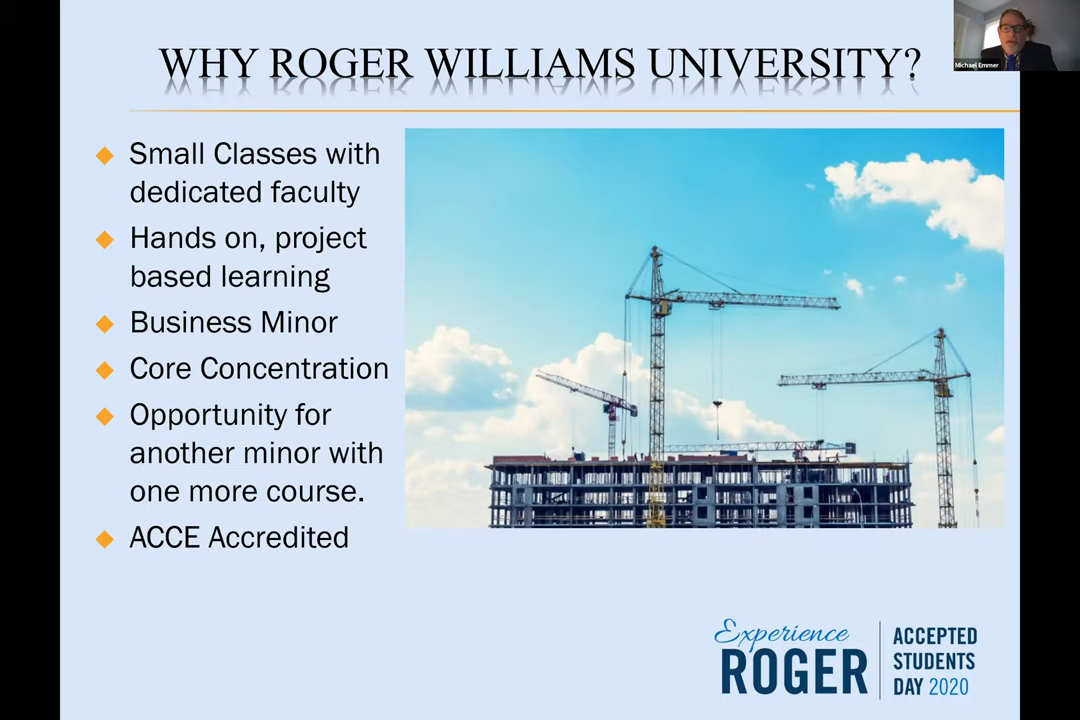 WHY ROGER WILLIAMS UNIVERSITY?
Michael Emmer
Small Classes with
dedicated faculty
Hands on, project
based learning
Business Minor
Core Concentration
Opportunity for
another minor with
one more course.
ACCE Accredited
Experience
ROGER
ACCEPTED
STUDENTS
DAY 2020